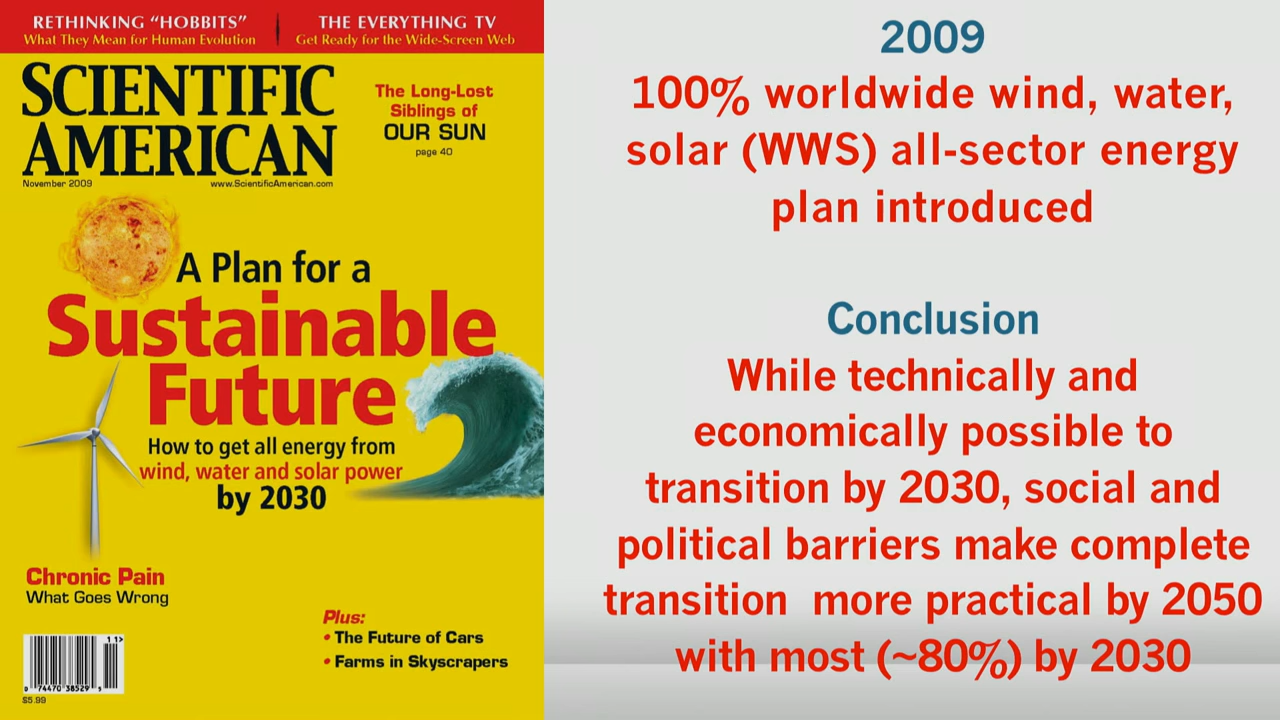 RETHINKING "HOBBITS"
What They Mean for Human Evolution
THE EVERYTHING TV
Get Ready for the Wide-Screen Web
SCIENTIFIC
AMERICAN
November 2009
www.ScientificAmerican.com
The Long-Lost
Siblings of
OUR SUN
page 40
A Plan for a
Sustainable
Future
How to get all energy from
wind, water and solar power
by 2030
Chronic Pain
What Goes Wrong
Plus:
• The Future of Cars
• Farms in Skyscrapers
11>
0 74470 38529 5
$5.99
2009
100% worldwide wind, water,
solar (WWS) all-sector energy
plan introduced
Conclusion
While technically and
economically possible to
transition by 2030, social and
political barriers make complete
transition more practical by 2050
with most (~80%) by 2030